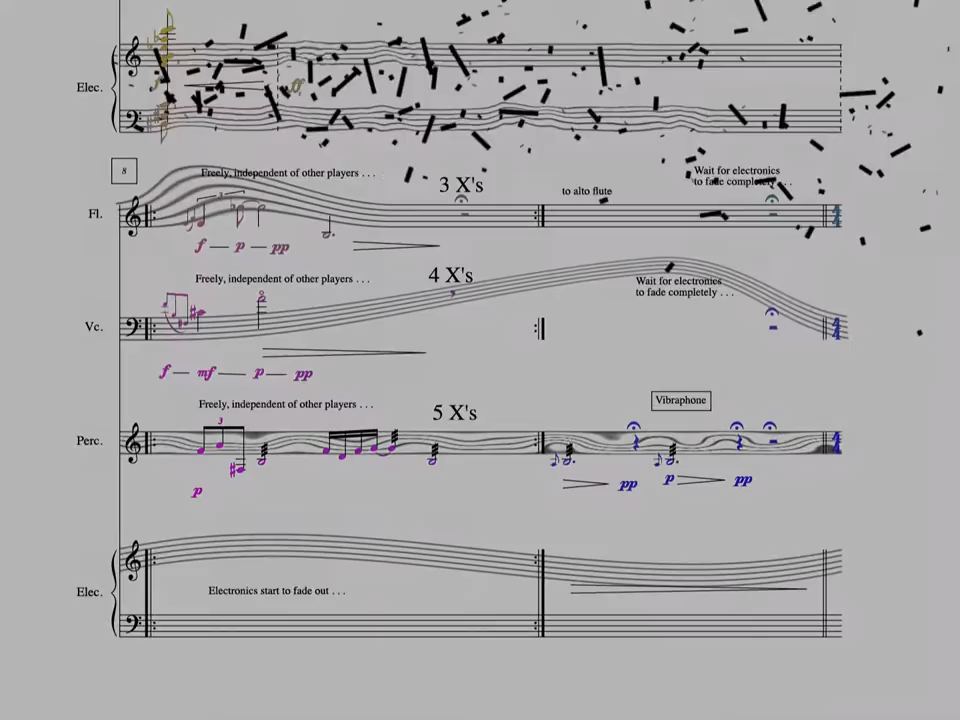 Elec.
ff
8
Freely, independent of other players . . .
3 X's
to alto flute
Wait for electronics
to fade completely . . .
Fl.
f — p — pp
Freely, independent of other players . . .
4 X's
Wait for electronics
to fade completely . . .
Vc.
f — mf — p — pp
Freely, independent of other players . . .
5 X's
Vibraphone
3
Perc.
p
pp
p
pp
Elec.
Electronics start to fade out . . .